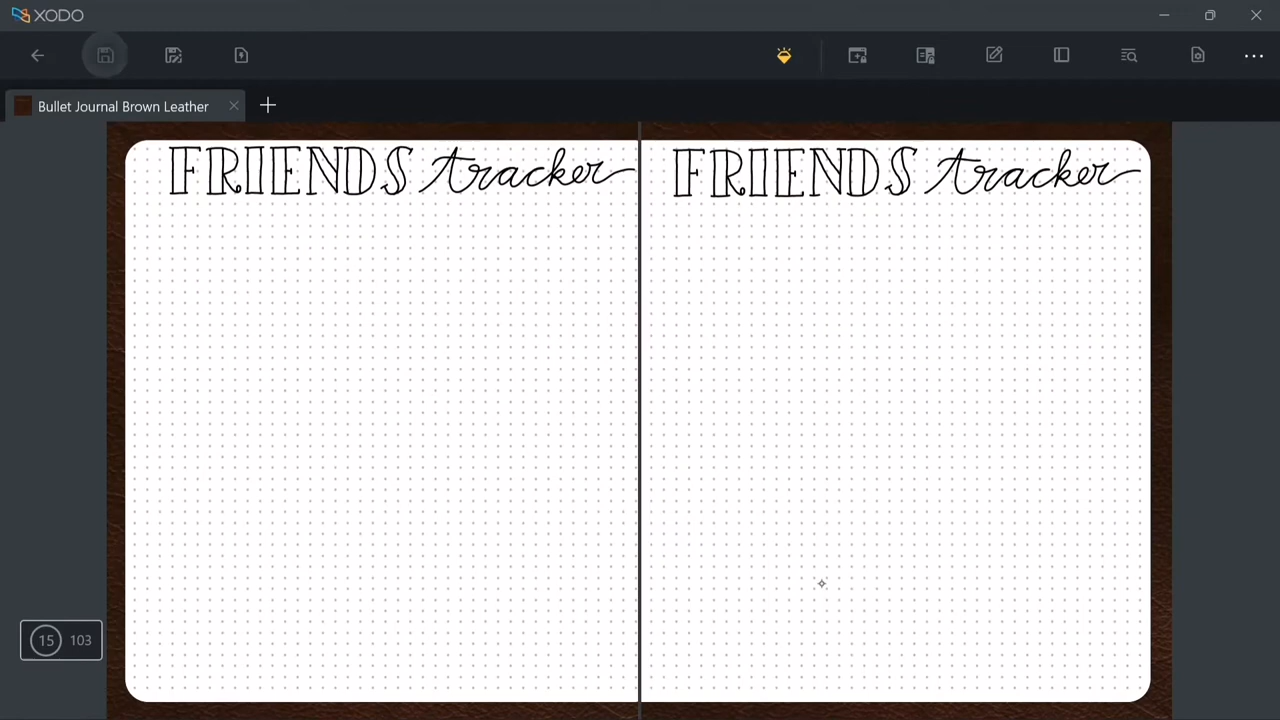 XODO
Bullet Journal Brown Leather
FRIENDS tracker
FRIENDS tracker
15 103